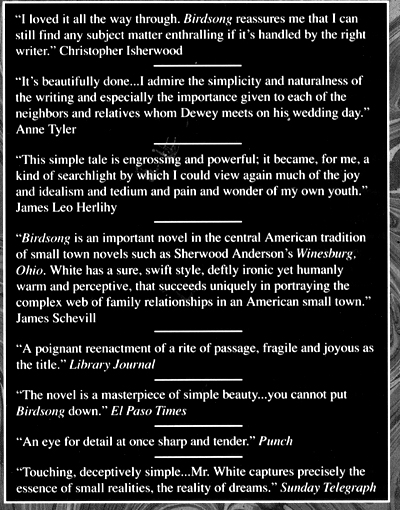 “I loved it all the way through. Birdsong reassures me that I can
still find any subject matter enthralling if it’s handled by the right
writer.” Christopher Isherwood
“It’s beautifully done...I admire the simplicity and naturalness of
the writing and especially the importance given to each of the
neighbors and relatives whom Dewey meets on his wedding day.”
Anne Tyler
“This simple tale is engrossing and powerful; it became, for me, a
kind of searchlight by which I could view again much of the joy
and idealism and tedium and pain and wonder of my own youth.”
James Leo Herlihy
“Birdsong is an important novel in the central American tradition
of small town novels such as Sherwood Anderson’s Winesburg,
Ohio. White has a sure, swift style, deftly ironic yet humanly
warm and perceptive, that succeeds uniquely in portraying the
complex web of family relationships in an American small town.”
James Schevill
“A poignant reenactment of a rite of passage, fragile and joyous as
the title.” Library Journal
“The novel is a masterpiece of simple beauty...you cannot put
Birdsong down.” El Paso Times
“An eye for detail at once sharp and tender.” Punch
“Touching, deceptively simple...Mr. White captures precisely the
essence of small realities, the reality of dreams.” Sunday Telegraph